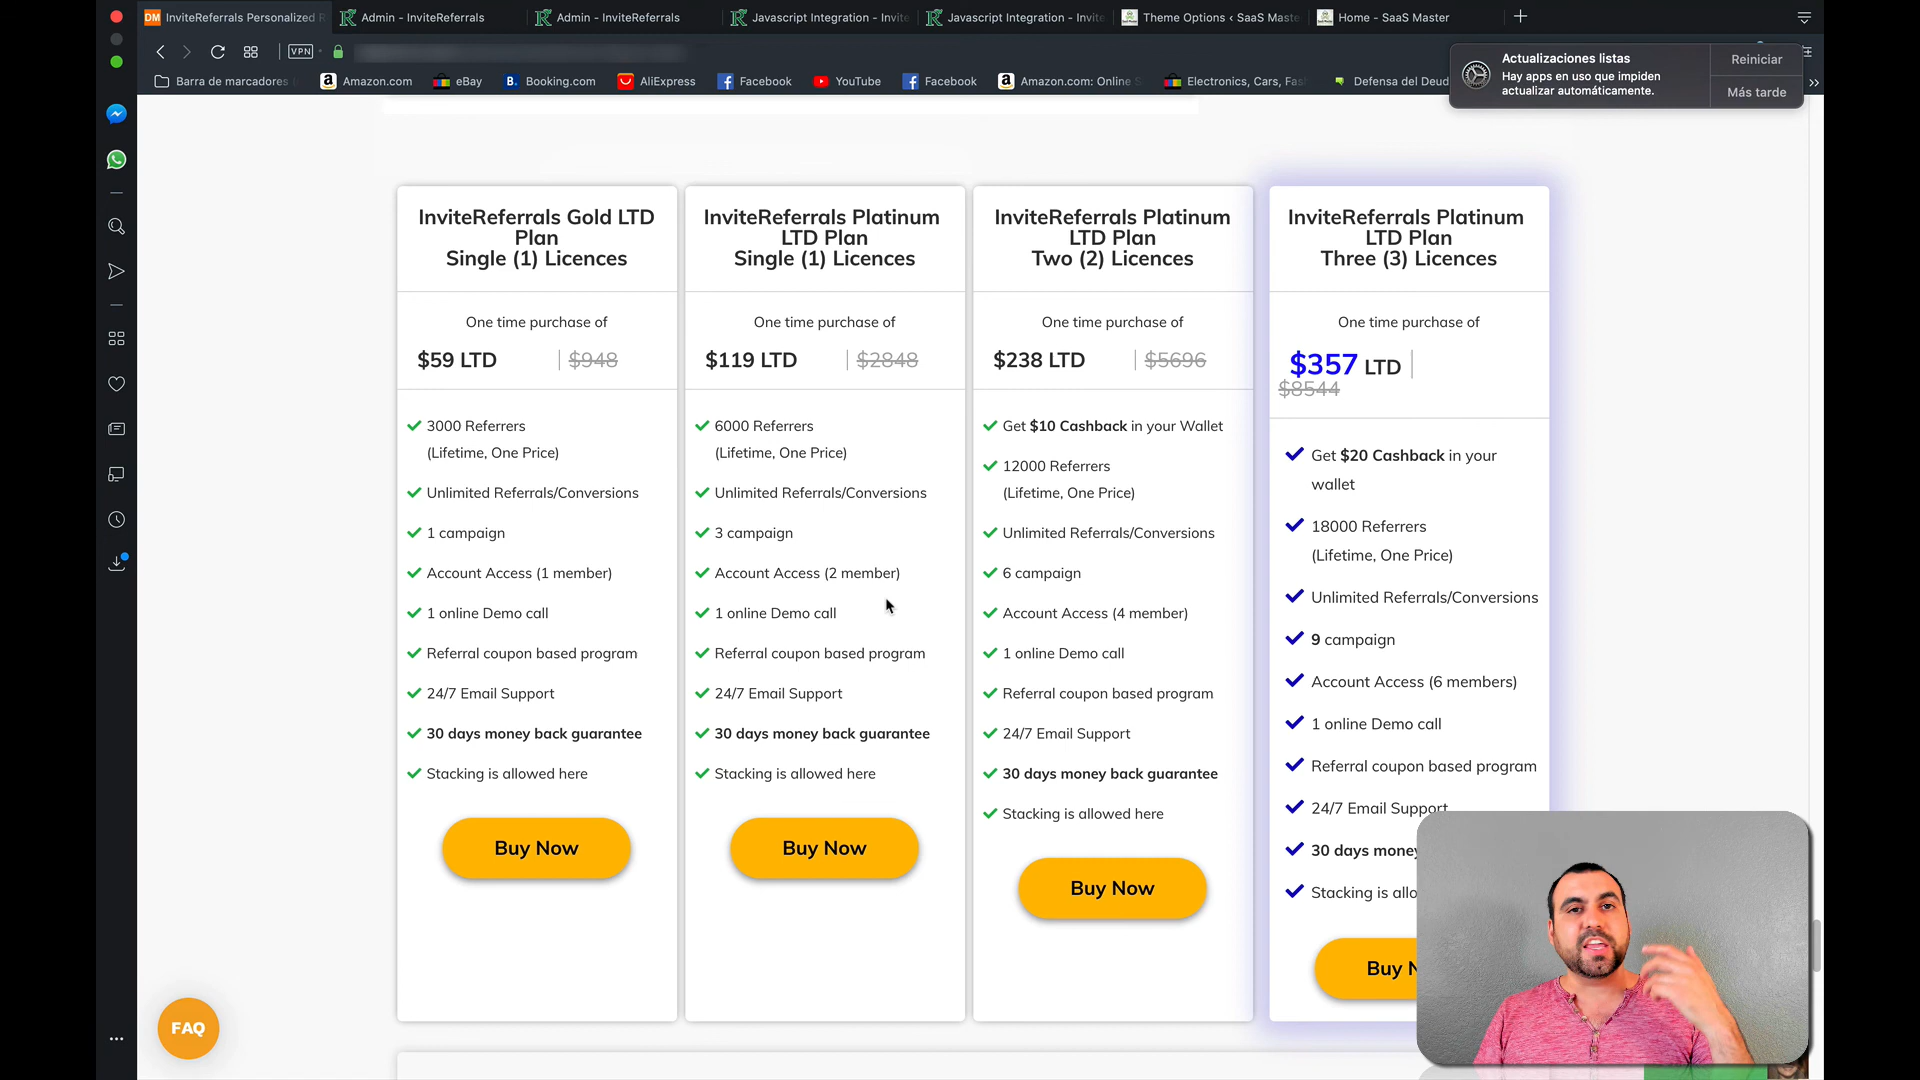 InviteReferrals Personalized R
Admin - InviteReferrals
Admin - InviteReferrals
Javascript Integration - Invite
Javascript Integration - Invite
Theme Options ‹ SaaS Maste
Home - SaaS Master
VPN
Barra de marcadores
Amazon.com
eBay
Booking.com
AliExpress
Facebook
YouTube
Facebook
Amazon.com: Online S
Electronics, Cars, Fas
Defensa del Deud
Actualizaciones listas
Hay apps en uso que impiden
actualizar automáticamente.
Reiniciar
Más tarde
InviteReferrals Gold LTD
Plan
Single (1) Licences
One time purchase of
$59 LTD | $948
3000 Referrers
(Lifetime, One Price)
Unlimited Referrals/Conversions
1 campaign
Account Access (1 member)
1 online Demo call
Referral coupon based program
24/7 Email Support
30 days money back guarantee
Stacking is allowed here
Buy Now
InviteReferrals Platinum
LTD Plan
Single (1) Licences
One time purchase of
$119 LTD | $2848
6000 Referrers
(Lifetime, One Price)
Unlimited Referrals/Conversions
3 campaign
Account Access (2 member)
1 online Demo call
Referral coupon based program
24/7 Email Support
30 days money back guarantee
Stacking is allowed here
Buy Now
InviteReferrals Platinum
LTD Plan
Two (2) Licences
One time purchase of
$238 LTD | $5696
Get $10 Cashback in your Wallet
12000 Referrers
(Lifetime, One Price)
Unlimited Referrals/Conversions
6 campaign
Account Access (4 member)
1 online Demo call
Referral coupon based program
24/7 Email Support
30 days money back guarantee
Stacking is allowed here
Buy Now
InviteReferrals Platinum
LTD Plan
Three (3) Licences
One time purchase of
$357 LTD |
$8544
Get $20 Cashback in your
wallet
18000 Referrers
(Lifetime, One Price)
Unlimited Referrals/Conversions
9 campaign
Account Access (6 members)
1 online Demo call
Referral coupon based program
24/7 Email Support
30 days money
Stacking is allo
Buy N
FAQ